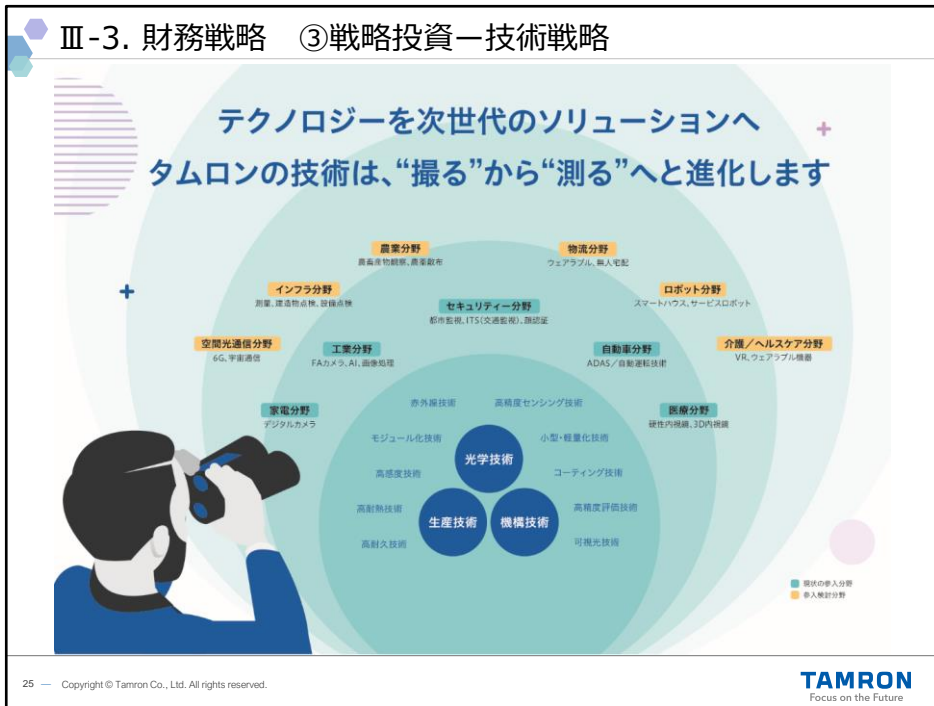 Ⅲ-3. 財務戦略　③戦略投資ー技術戦略
テクノロジーを次世代のソリューションへ
タムロンの技術は、“撮る”から“測る”へと進化します
農業分野
農畜産物観察、農薬散布
物流分野
ウェアラブル、無人宅配
インフラ分野
測量、建造物点検、設備点検
ロボット分野
スマートハウス、サービスロボット
セキュリティー分野
都市監視、ITS(交通監視)、顔認証
空間光通信分野
6G、宇宙通信
工業分野
FAカメラ、AI、画像処理
自動車分野
ADAS／自動運転技術
介護／ヘルスケア分野
VR、ウェアラブル機器
家電分野
デジタルカメラ
医療分野
硬性内視鏡、3D内視鏡
赤外線技術
高精度センシング技術
モジュール化技術
小型・軽量化技術
光学技術
高感度技術
コーティング技術
高耐熱技術
高精度評価技術
生産技術
機構技術
高耐久技術
可視光技術
現状の参入分野
参入検討分野
25 — Copyright © Tamron Co., Ltd. All rights reserved.
TAMRON
Focus on the Future